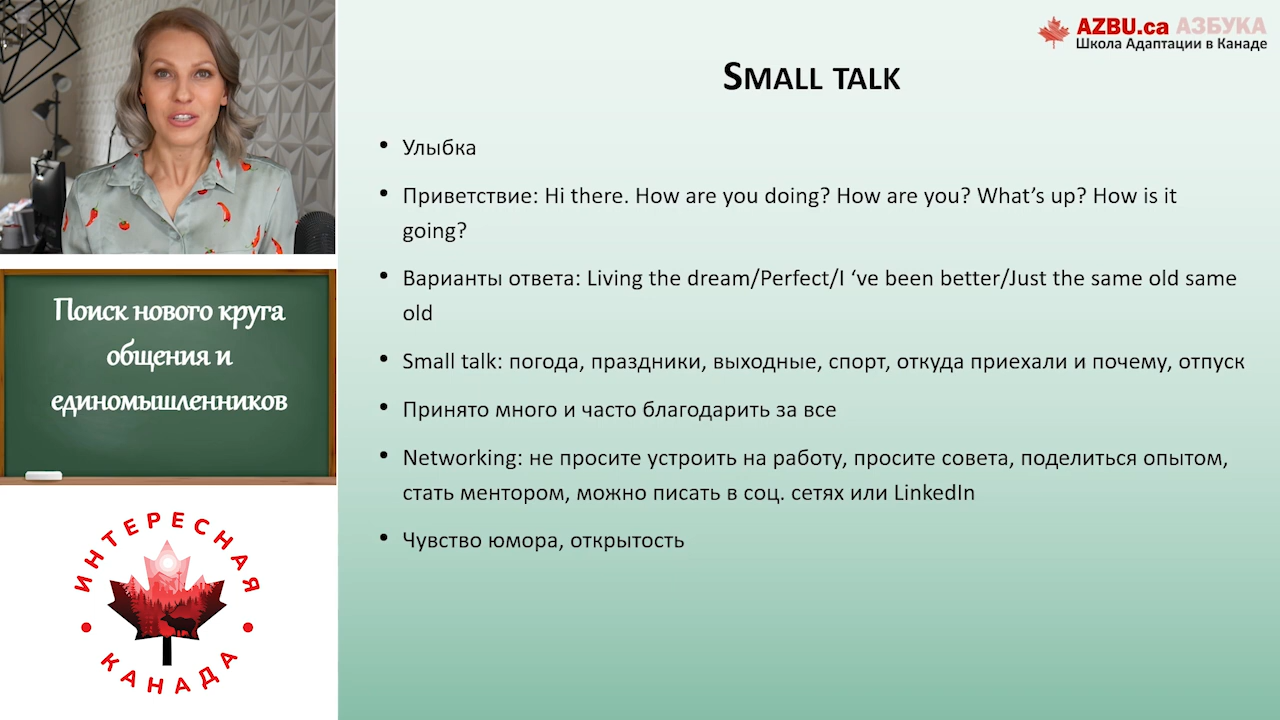 AZBU.ca АЗБУКА
Школа Адаптации в Канаде
SMALL TALK
• Улыбка
• Приветствие: Hi there. How are you doing? How are you? What’s up? How is it
going?
• Варианты ответа: Living the dream/Perfect/I ‘ve been better/Just the same old same
old
• Small talk: погода, праздники, выходные, спорт, откуда приехали и почему, отпуск
• Принято много и часто благодарить за все
• Networking: не просите устроить на работу, просите совета, поделиться опытом,
стать ментором, можно писать в соц. сетях или LinkedIn
• Чувство юмора, открытость
Поиск нового круга
общения и
единомышленников
ИНТЕРЕСНАЯ
КАНАДА